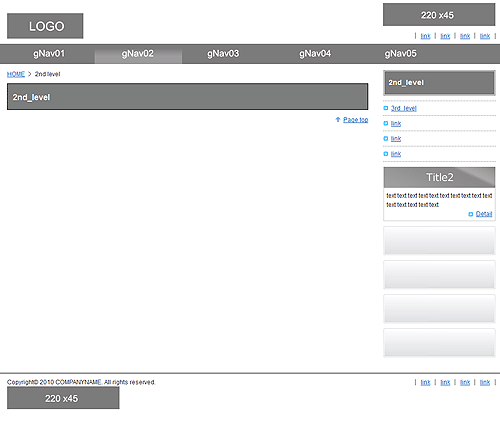 LOGO
220 x45
| link | link | link | link |
gNav01 gNav02 gNav03 gNav04 gNav05
HOME > 2nd level
2nd_level
Page top
2nd_level
3rd_level
link
link
link
Title2
text text text text text text text text text text
text text text text text
Detail
Copyright© 2010 COMPANYNAME. All rights reserved.
| link | link | link | link |
220 x45